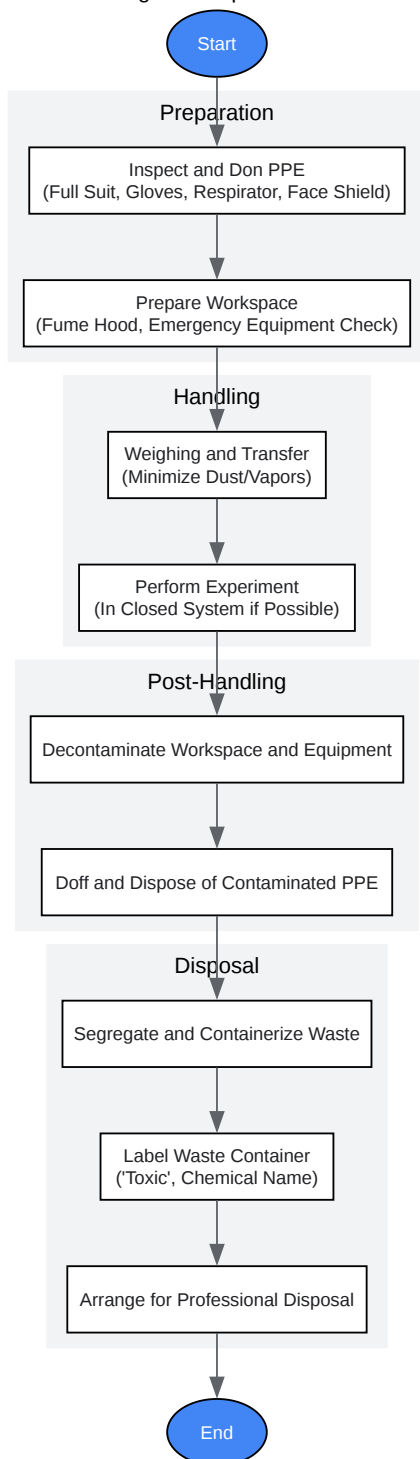 Start
Preparation
Inspect and Don PPE
(Full Suit, Gloves, Respirator, Face Shield)
Prepare Workspace
(Fume Hood, Emergency Equipment Check)
Handling
Weighing and Transfer
(Minimize Dust/Vapors)
Perform Experiment
(In Closed System if Possible)
Post-Handling
Decontaminate Workspace and Equipment
Doff and Dispose of Contaminated PPE
Disposal
Segregate and Containerize Waste
Label Waste Container
('Toxic', Chemical Name)
Arrange for Professional Disposal
End